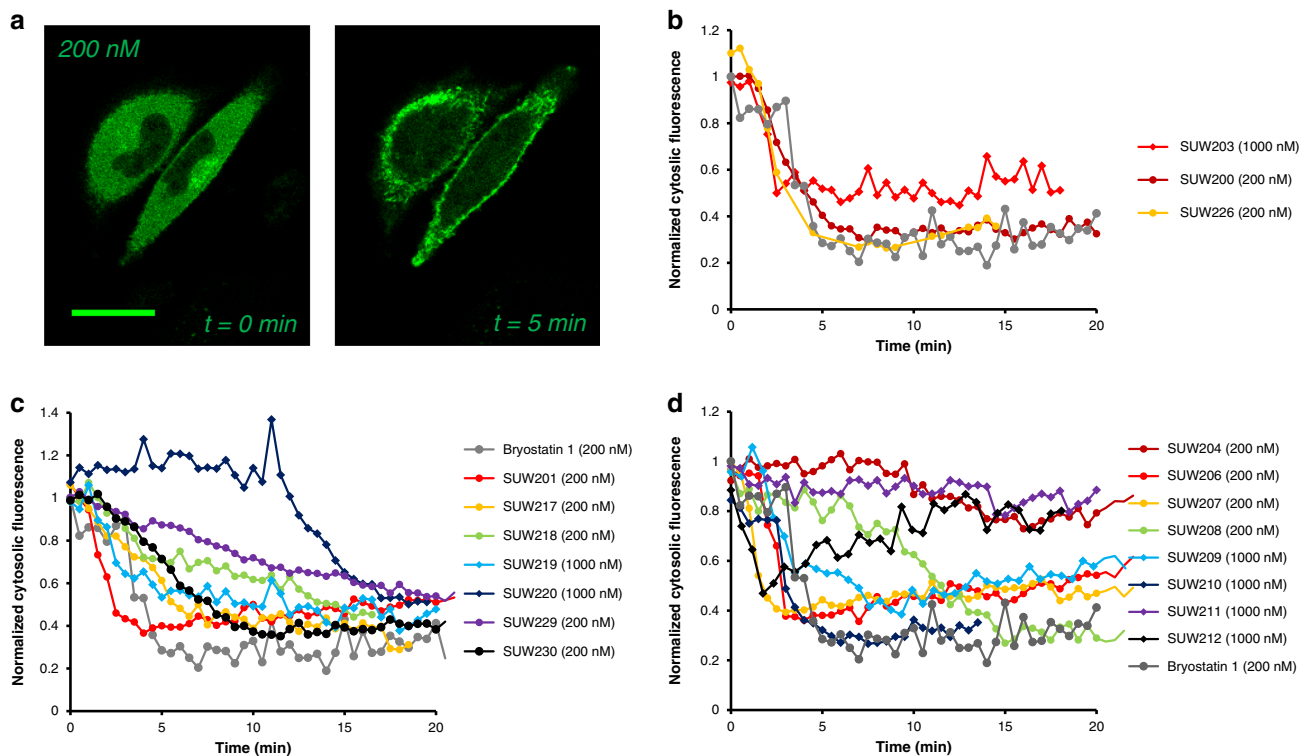 a
200 nM
t = 0 min
t = 5 min
b
Normalized cytoslic fluorescence
1.2
1
0.8
0.6
0.4
0.2
0
0
5
10
15
20
Time (min)
SUW203 (1000 nM)
SUW200 (200 nM)
SUW226 (200 nM)
c
Normalized cytosolic fluorescence
1.4
1.2
1
0.8
0.6
0.4
0.2
0
0
5
10
15
20
Time (min)
Bryostatin 1 (200 nM)
SUW201 (200 nM)
SUW217 (200 nM)
SUW218 (200 nM)
SUW219 (1000 nM)
SUW220 (1000 nM)
SUW229 (200 nM)
SUW230 (200 nM)
d
Normalized cytosolic fluorescence
1.2
1
0.8
0.6
0.4
0.2
0
0
5
10
15
20
Time (min)
SUW204 (200 nM)
SUW206 (200 nM)
SUW207 (200 nM)
SUW208 (200 nM)
SUW209 (1000 nM)
SUW210 (1000 nM)
SUW211 (1000 nM)
SUW212 (1000 nM)
Bryostatin 1 (200 nM)